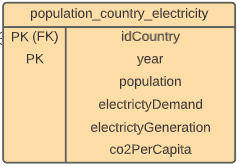 population_country_electricity
PK (FK) idCountry
PK year
population
electrictyDemand
electrictyGeneration
co2PerCapita